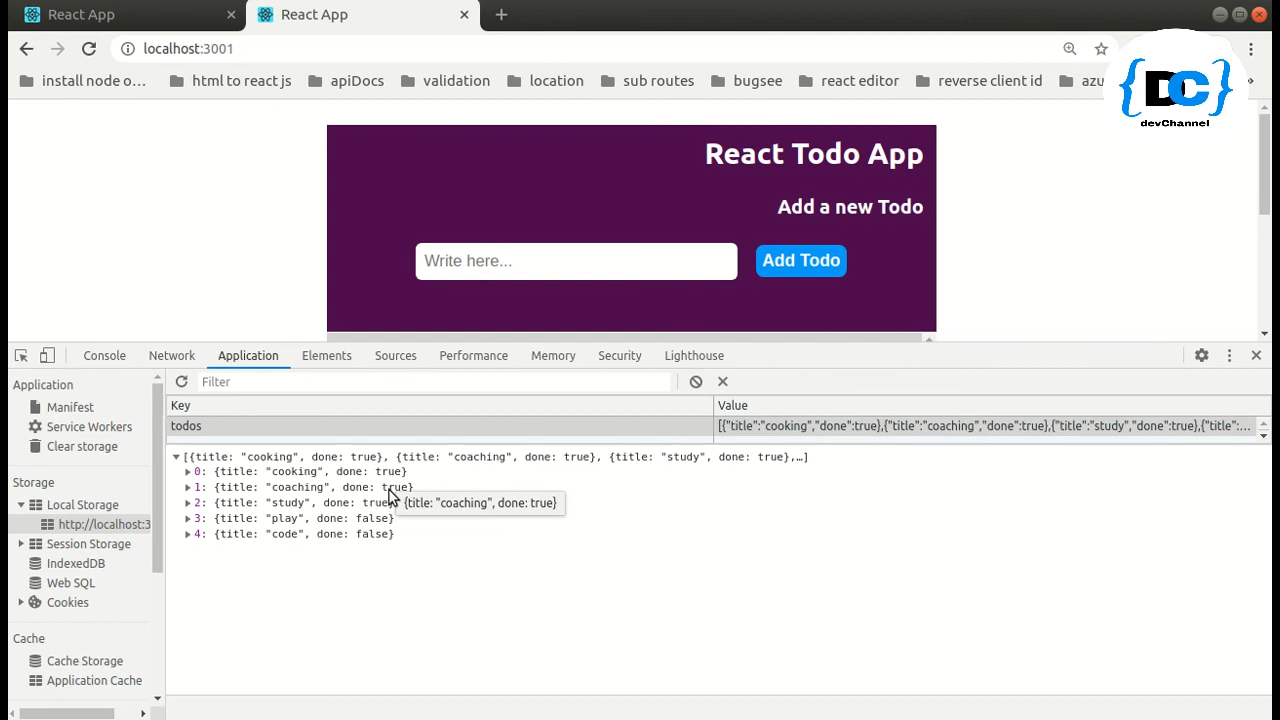 React App
React App
localhost:3001
install node o...
html to react js
apiDocs
validation
location
sub routes
bugsee
react editor
reverse client id
azu
{DC}
devChannel
React Todo App
Add a new Todo
Write here...
Add Todo
Console Network Application Elements Sources Performance Memory Security Lighthouse
Application
Manifest
Service Workers
Clear storage
Storage
Local Storage
http://localhost:3
Session Storage
IndexedDB
Web SQL
Cookies
Cache
Cache Storage
Application Cache
Filter
Key Value
todos [{"title":"cooking","done":true},{"title":"coaching","done":true},{"title":"study","done":true},{"title":...
[{title: "cooking", done: true}, {title: "coaching", done: true}, {title: "study", done: true},…]
0: {title: "cooking", done: true}
1: {title: "coaching", done: true}
2: {title: "study", done: true}
{title: "coaching", done: true}
3: {title: "play", done: false}
4: {title: "code", done: false}